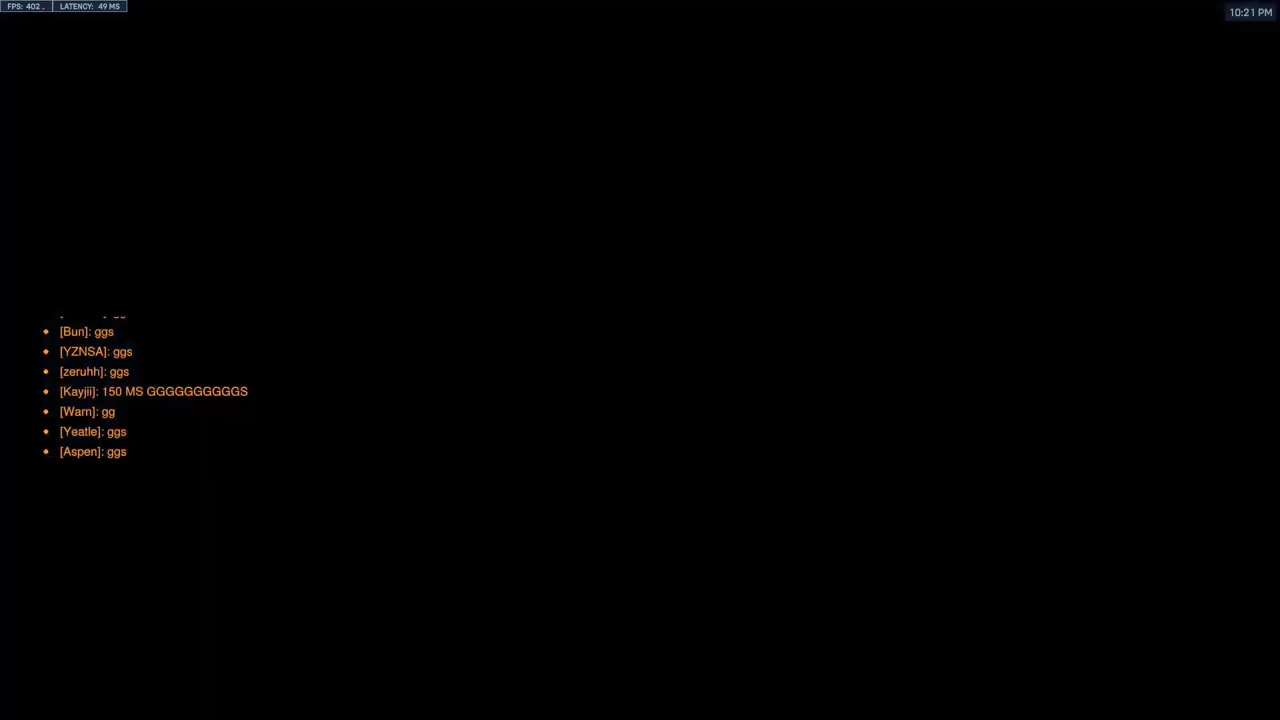 FPS: 402 LATENCY: 49 MS
10:21 PM
[Bun]: ggs
[YZNSA]: ggs
[zeruhh]: ggs
[Kayjii]: 150 MS GGGGGGGGGGS
[Warn]: gg
[Yeatle]: ggs
[Aspen]: ggs